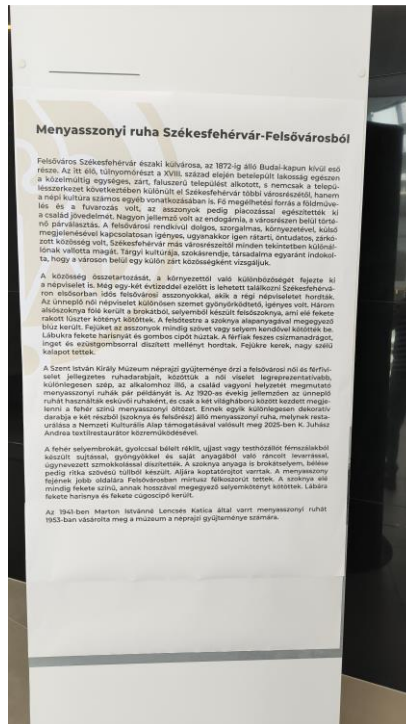 Menyasszonyi ruha Székesfehérvár-Felsővárosból
Felsőváros Székesfehérvár északi külvárosa, az 1872-ig álló Budai-kapun kívül eső
része. Az itt élő, túlnyomórészt a XVIII. század elején betelepült lakosság egészen
a közelmúltig egységes, zárt, faluszerű települést alkotott, s nemcsak a telepü-
lésszerkezet következtében különült el Székesfehérvár többi városrészétől, hanem
a népi kultúra számos egyéb vonatkozásában is. Fő megélhetési forrás a földműve-
lés és a fuvarozás volt, az asszonyok pedig piacozással egészítették ki
a család jövedelmét. Nagyon jellemző volt az endogámia, a városrészen belül törté-
nő párválasztás. A felsővárosi rendkívül dolgos, szorgalmas, környezetével, külső
megjelenésével kapcsolatosan igényes, ugyanakkor igen rátarti, öntudatos, zárkó-
zott közösség volt, Székesfehérvár más városrészeitől minden tekintetben különál-
lónak vallotta magát. Tárgyi kultúrája, szokásrendje, társadalma egyaránt indokol-
ta, hogy a városon belül egy külön zárt közösségként vizsgáljuk.
A közösség összetartozását, a környezettől való különbözőségét fejezte ki
a népviselet is. Még egy-két évtizeddel ezelőtt is lehetett találkozni Székesfehérvá-
ron elsősorban idős felsővárosi asszonyokkal, akik a régi népviseletet hordták.
Az ünneplő női népviselet különösen szemet gyönyörködtető, igényes volt. Három
alsószoknya fölé került a brokátból, selyemből készült felsőszoknya, ami elé fekete
rakott lüszter kötényt kötöttek. A felsőtestre a szoknya alapanyagával megegyező
blúz került. Fejüket az asszonyok mindig szövet vagy selyem kendővel kötötték be.
Lábukra fekete harisnyát és gombos cipőt húztak. A férfiak feszes csizmanadrágot,
inget és ezüstgombsorral díszített mellényt hordtak. Fejükre kerek, nagy szélű
kalapot tettek.
A Szent István Király Múzeum néprajzi gyűjteménye őrzi a felsővárosi női és férfivi-
selet jellegzetes ruhadarabjait, közöttük a női viselet legreprezentatívabb,
különlegesen szép, az alkalomhoz illő, a család vagyoni helyzetét megmutató
menyasszonyi ruhák pár példányát is. Az 1920-as évekig jellemzően az ünneplő
ruhát használták esküvői ruhaként, és csak a két világháború között kezdett megje-
lenni a fehér színű menyasszonyi öltözet. Ennek egyik különlegesen dekoratív
darabja e két részből (szoknya és felsőrész) álló menyasszonyi ruha, melynek resta-
urálása a Nemzeti Kulturális Alap támogatásával valósult meg 2025-ben K. Juhász
Andrea textilrestaurátor közreműködésével.
A fehér selyembrokát, gyolccsal bélelt réklit, ujjast vagy testhezállót fémszálakból
készült sujtással, gyöngyökkel és saját anyagából való ráncolt levarrással,
úgynevezett szmokkolással díszítették. A szoknya anyaga is brokátselyem, bélése
pedig ritka szövésű tüllből készült. Aljára koptatórojtot varrtak. A menyasszony
fejének jobb oldalára Felsővárosban mirtusz félkoszorút tettek. A szoknya elé
mindig fekete színű, annak hosszával megegyező selyemkötényt kötöttek. Lábára
fekete harisnya és fekete cúgoscipő került.
Az 1941-ben Marton Istvánné Lencsés Katica által varrt menyasszonyi ruhát
1953-ban vásárolta meg a múzeum a néprajzi gyűjteménye számára.